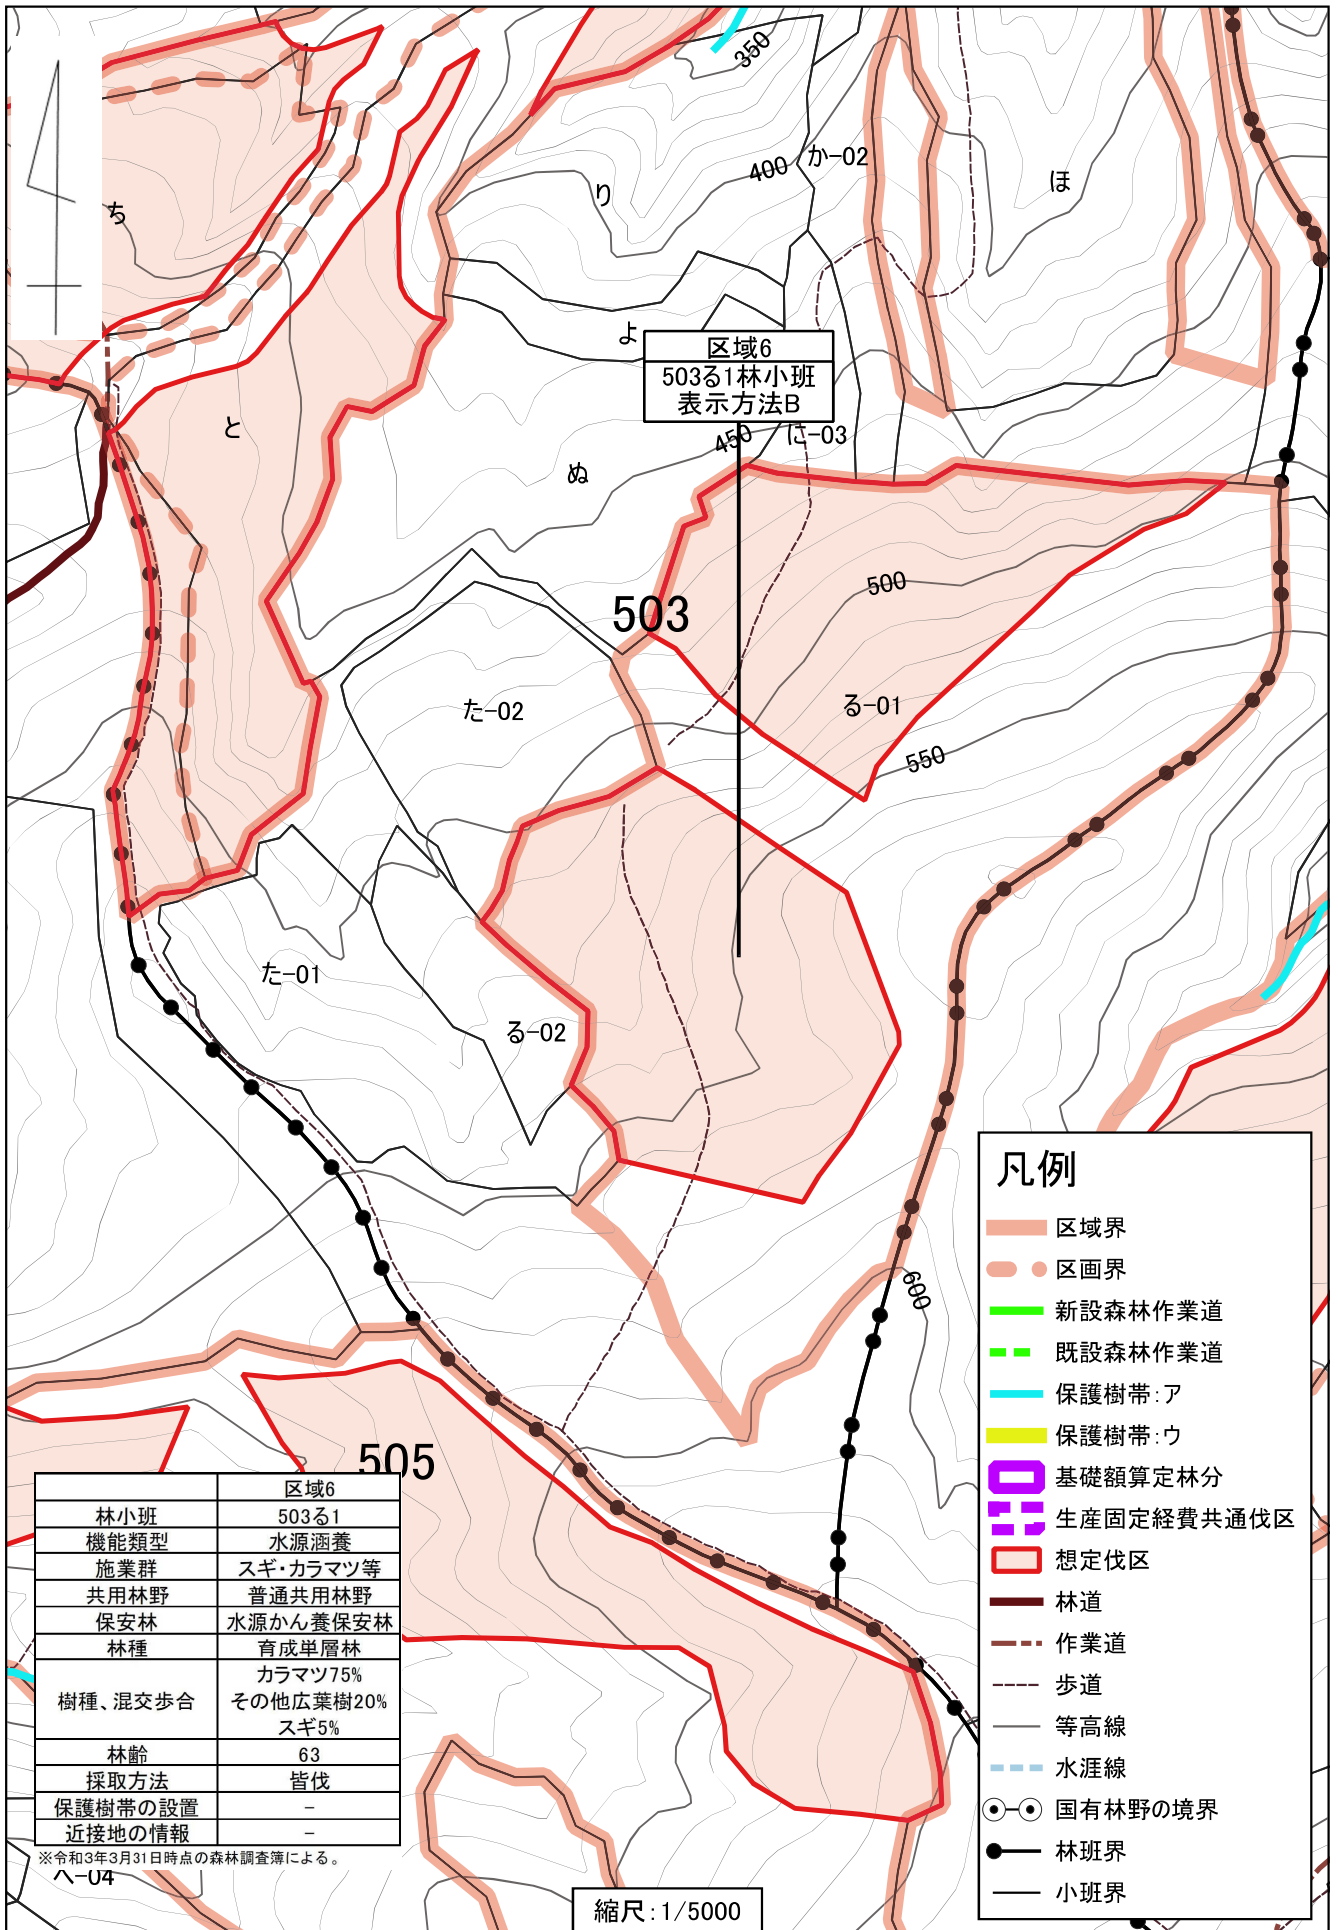 350
400
か-02
ほ
り
ち
よ
区域6
503る1林小班
表示方法B
と
450
に-03
ぬ
503
500
た-02
る-01
550
た-01
る-02
600
505
凡例
区域界
区画界
新設森林作業道
既設森林作業道
保護樹帯:ア
保護樹帯:ウ
基礎額算定林分
生産固定経費共通伐区
想定伐区
林道
作業道
歩道
等高線
水涯線
国有林野の境界
林班界
小班界
区域6
林小班 503る1
機能類型 水源涵養
施業群 スギ・カラマツ等
共用林野 普通共用林野
保安林 水源かん養保安林
林種 育成単層林
樹種、混交歩合 カラマツ75%
その他広葉樹20%
スギ5%
林齢 63
採取方法 皆伐
保護樹帯の設置 -
近接地の情報 -
※令和3年3月31日時点の森林調査簿による。
へ-04
縮尺:1/5000